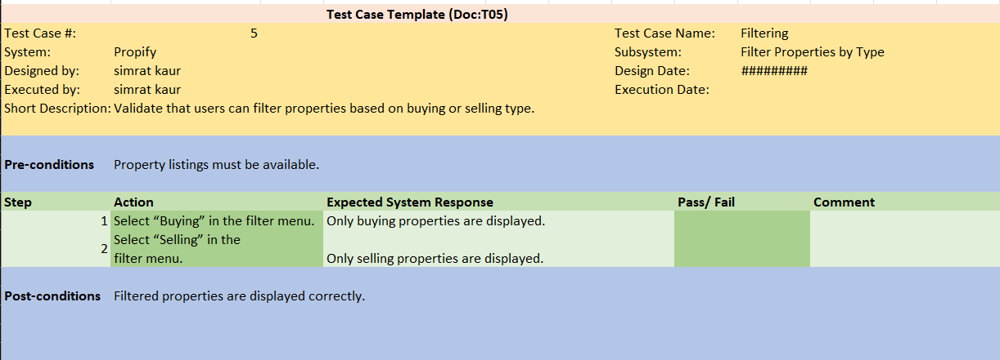 Test Case Template (Doc:T05)
Test Case #: 5 Test Case Name: Filtering
System: Propify Subsystem: Filter Properties by Type
Designed by: simrat kaur Design Date: #########
Executed by: simrat kaur Execution Date:
Short Description: Validate that users can filter properties based on buying or selling type.
Pre-conditions Property listings must be available.
Step Action Expected System Response Pass/ Fail Comment
1 Select “Buying” in the filter menu. Only buying properties are displayed.
2 Select “Selling” in the
filter menu. Only selling properties are displayed.
Post-conditions Filtered properties are displayed correctly.